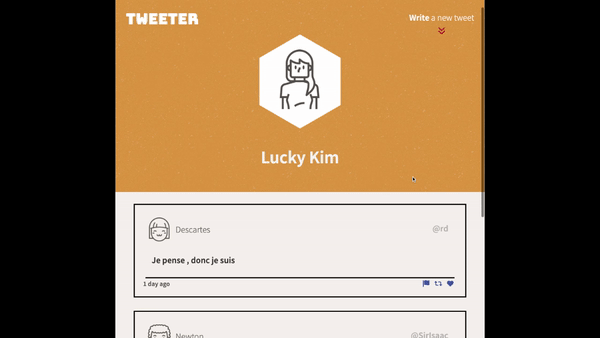 TWEETER
Write a new tweet
Lucky Kim
Descartes
@rd
Je pense , donc je suis
1 day ago
Newton
@SirIsaac